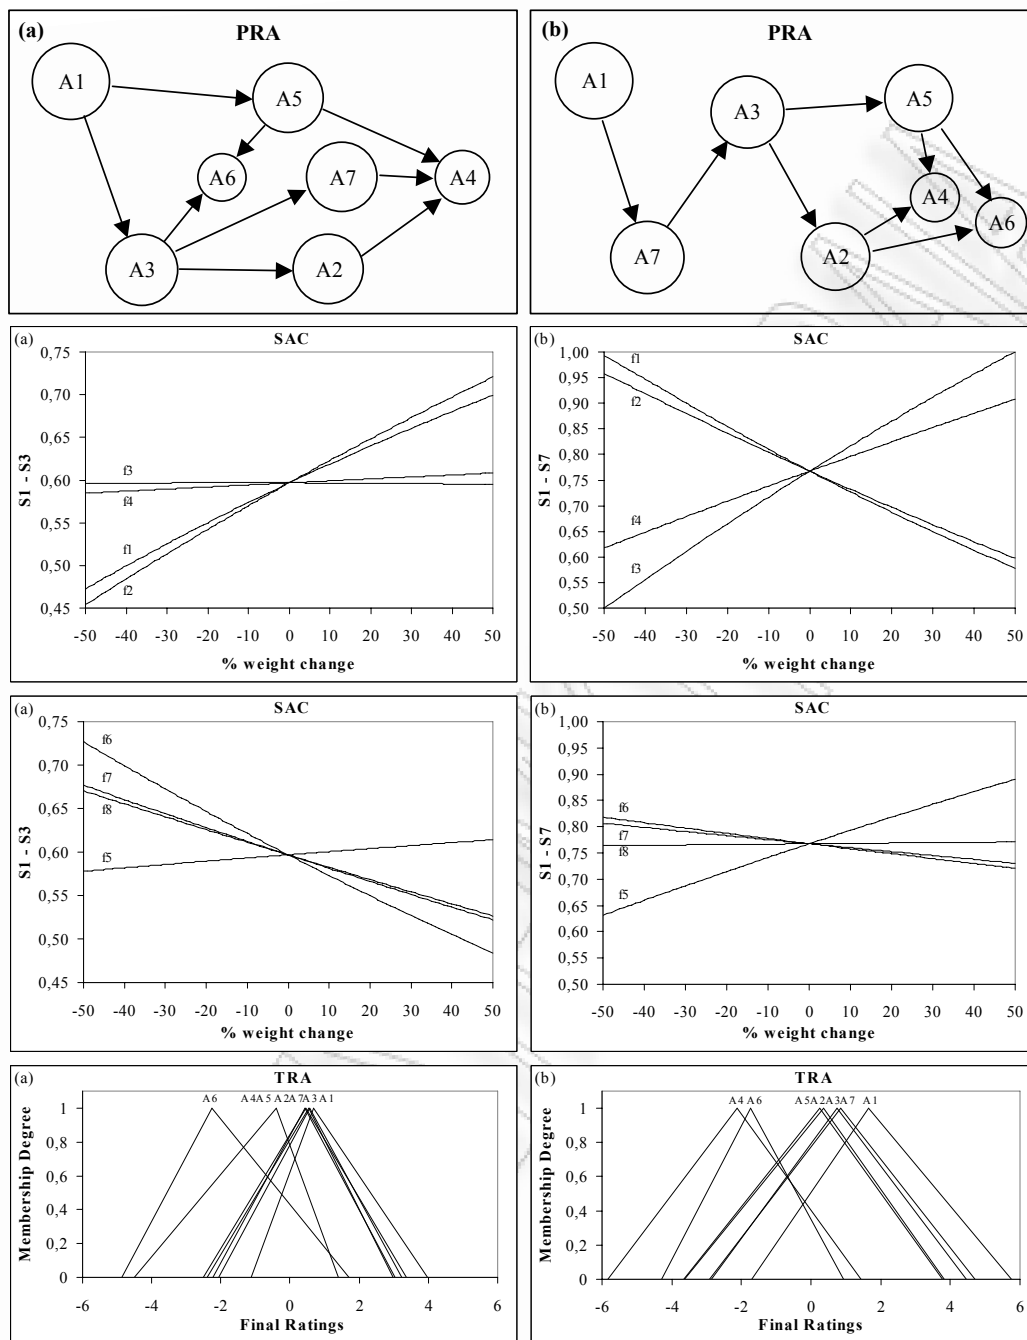 (a) PRA
A1
A5
A6
A7
A4
A3
A2
(b) PRA
A1
A3
A5
A4
A6
A7
A2
(a) SAC
0,75
0,70
0,65
0,60
0,55
0,50
0,45
S1 - S3
f3
f4
f1
f2
-50 -40 -30 -20 -10 0 10 20 30 40 50
% weight change
(b) SAC
1,00
0,95
0,90
0,85
0,80
0,75
0,70
0,65
0,60
0,55
0,50
S1 - S7
f1
f2
f4
f3
-50 -40 -30 -20 -10 0 10 20 30 40 50
% weight change
(a) SAC
0,75
0,70
0,65
0,60
0,55
0,50
0,45
S1 - S3
f6
f7
f8
f5
-50 -40 -30 -20 -10 0 10 20 30 40 50
% weight change
(b) SAC
1,00
0,95
0,90
0,85
0,80
0,75
0,70
0,65
0,60
0,55
0,50
S1 - S7
f6
f7
f8
f5
-50 -40 -30 -20 -10 0 10 20 30 40 50
% weight change
(a) TRA
A6 A4 A5 A2 A7 A3 A1
1
0,8
0,6
0,4
0,2
0
Membership Degree
-6 -4 -2 0 2 4 6
Final Ratings
(b) TRA
A4 A6 A5 A2 A3 A7 A1
1
0,8
0,6
0,4
0,2
0
Membership Degree
-6 -4 -2 0 2 4 6
Final Ratings